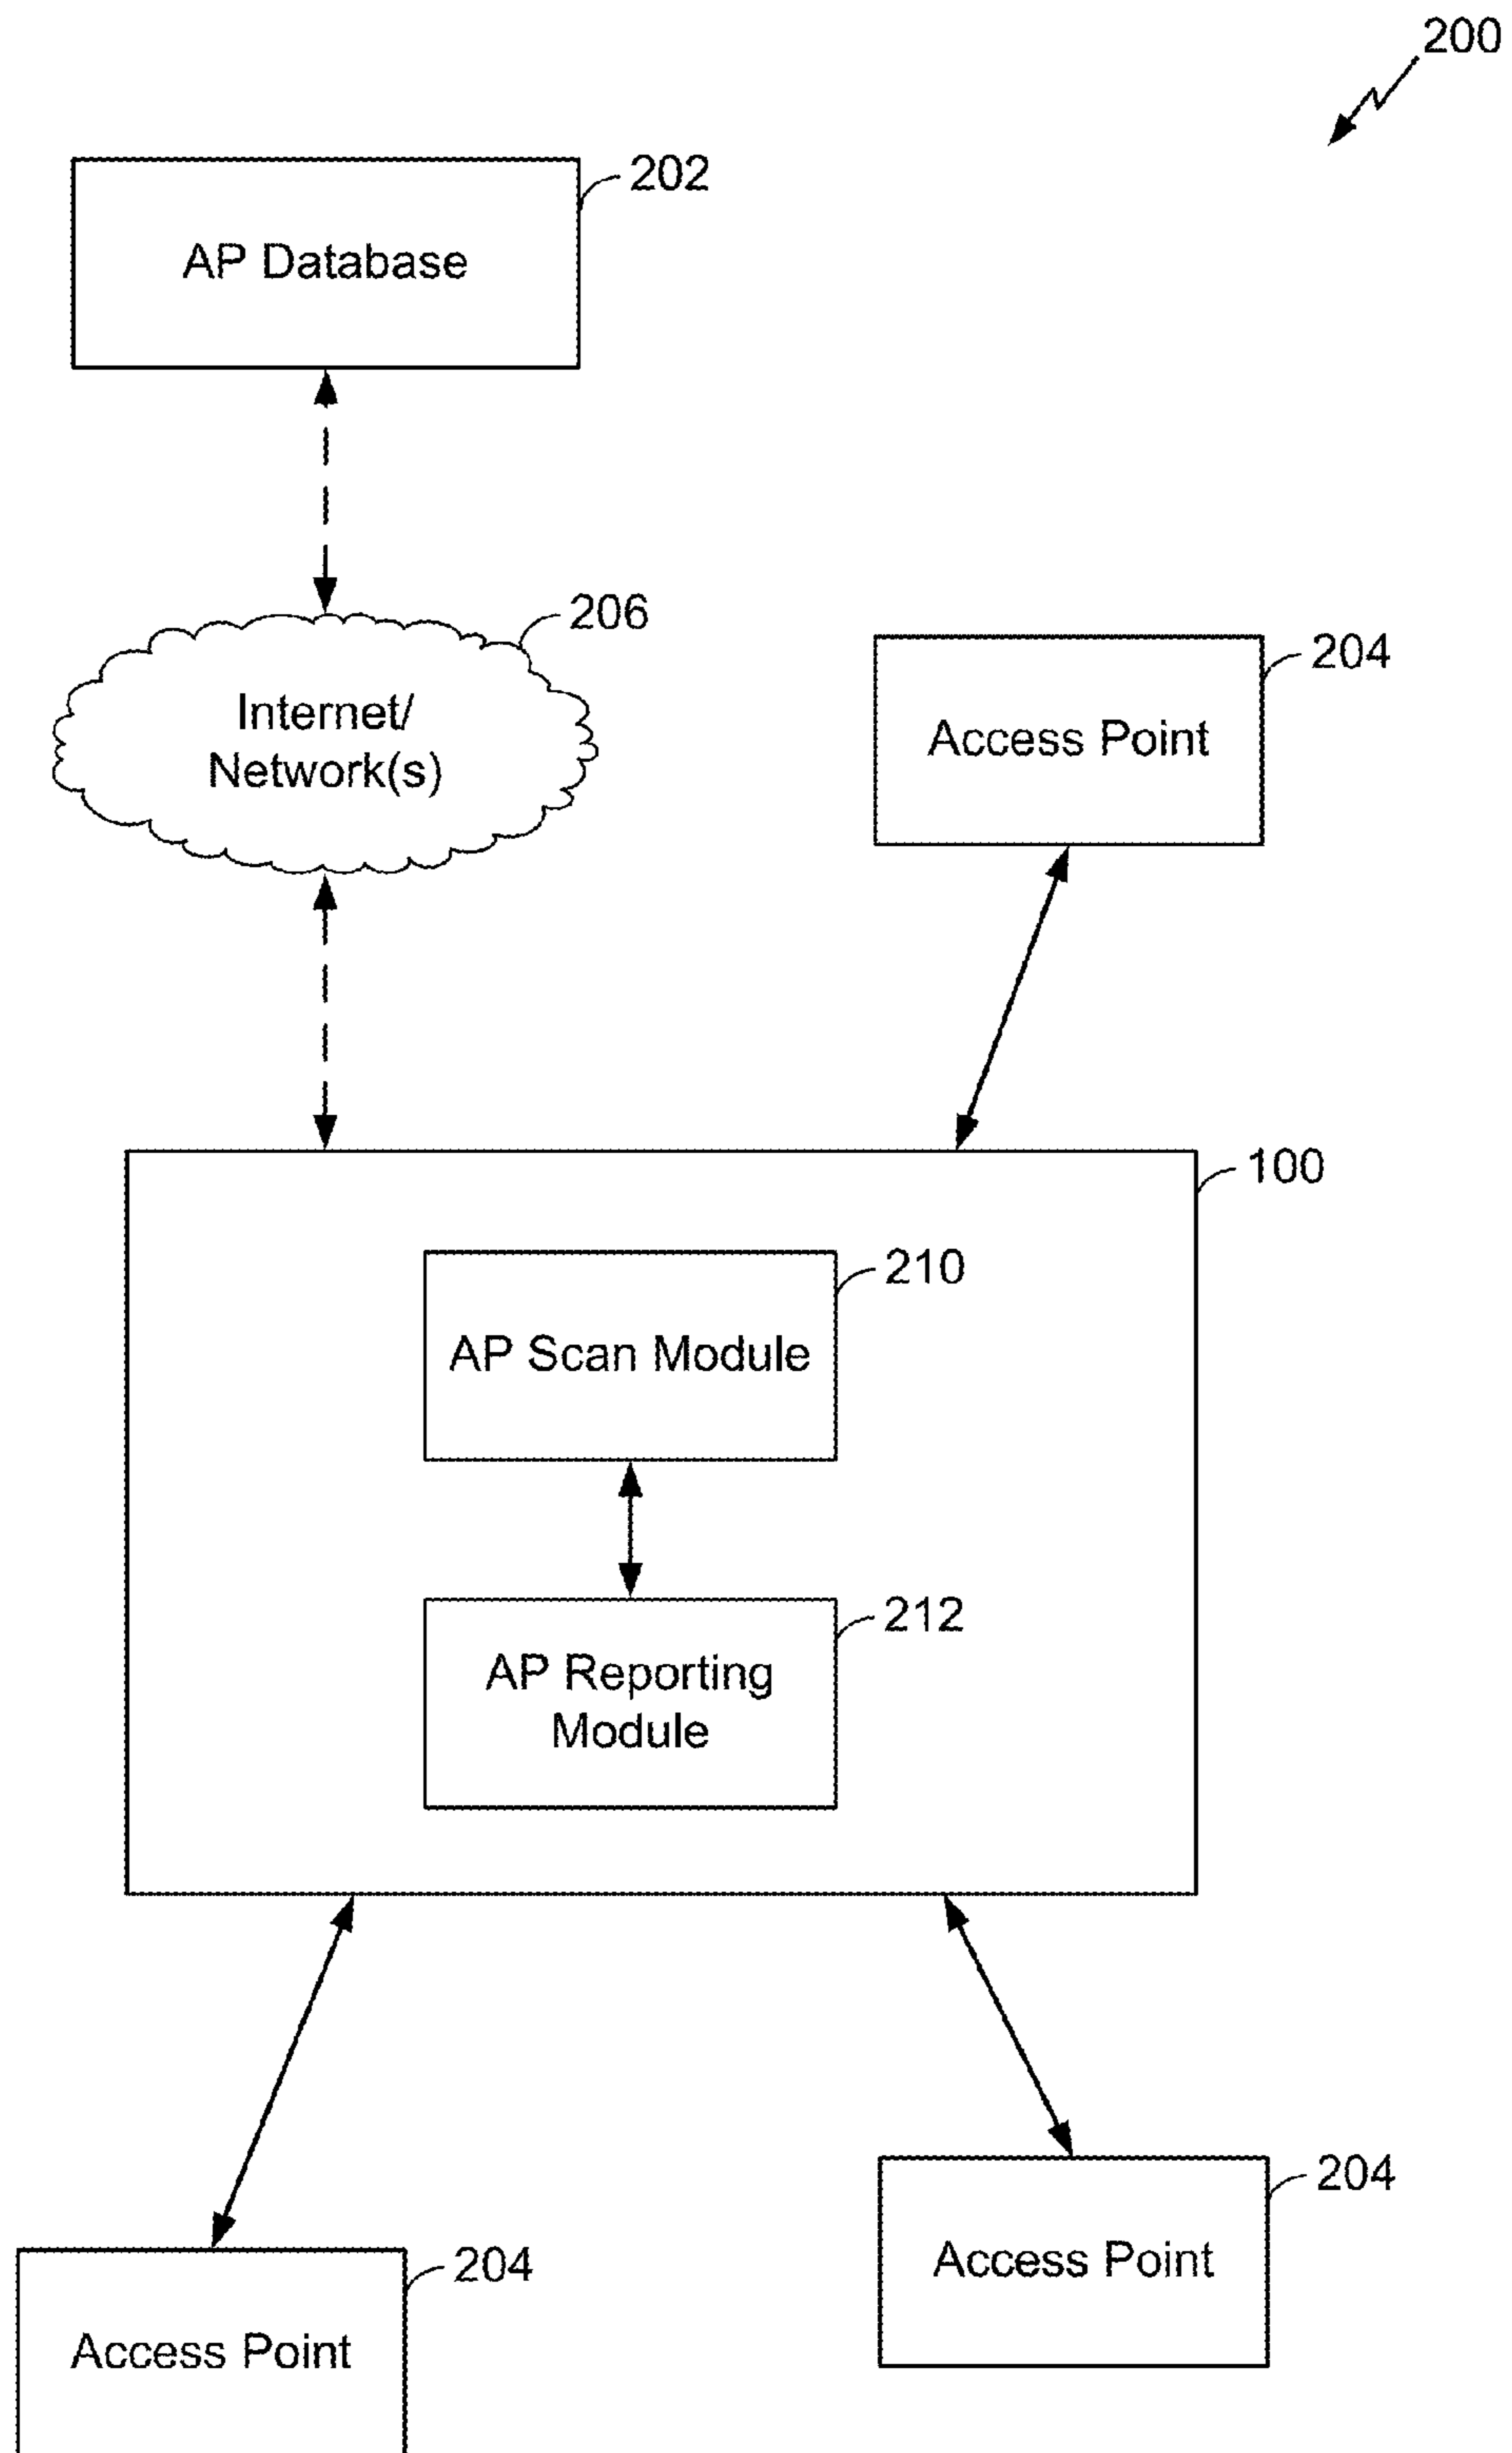 200
202
AP Database
206
Internet/
Network(s)
204
Access Point
100
210
AP Scan Module
212
AP Reporting
Module
204
Access Point
204
Access Point